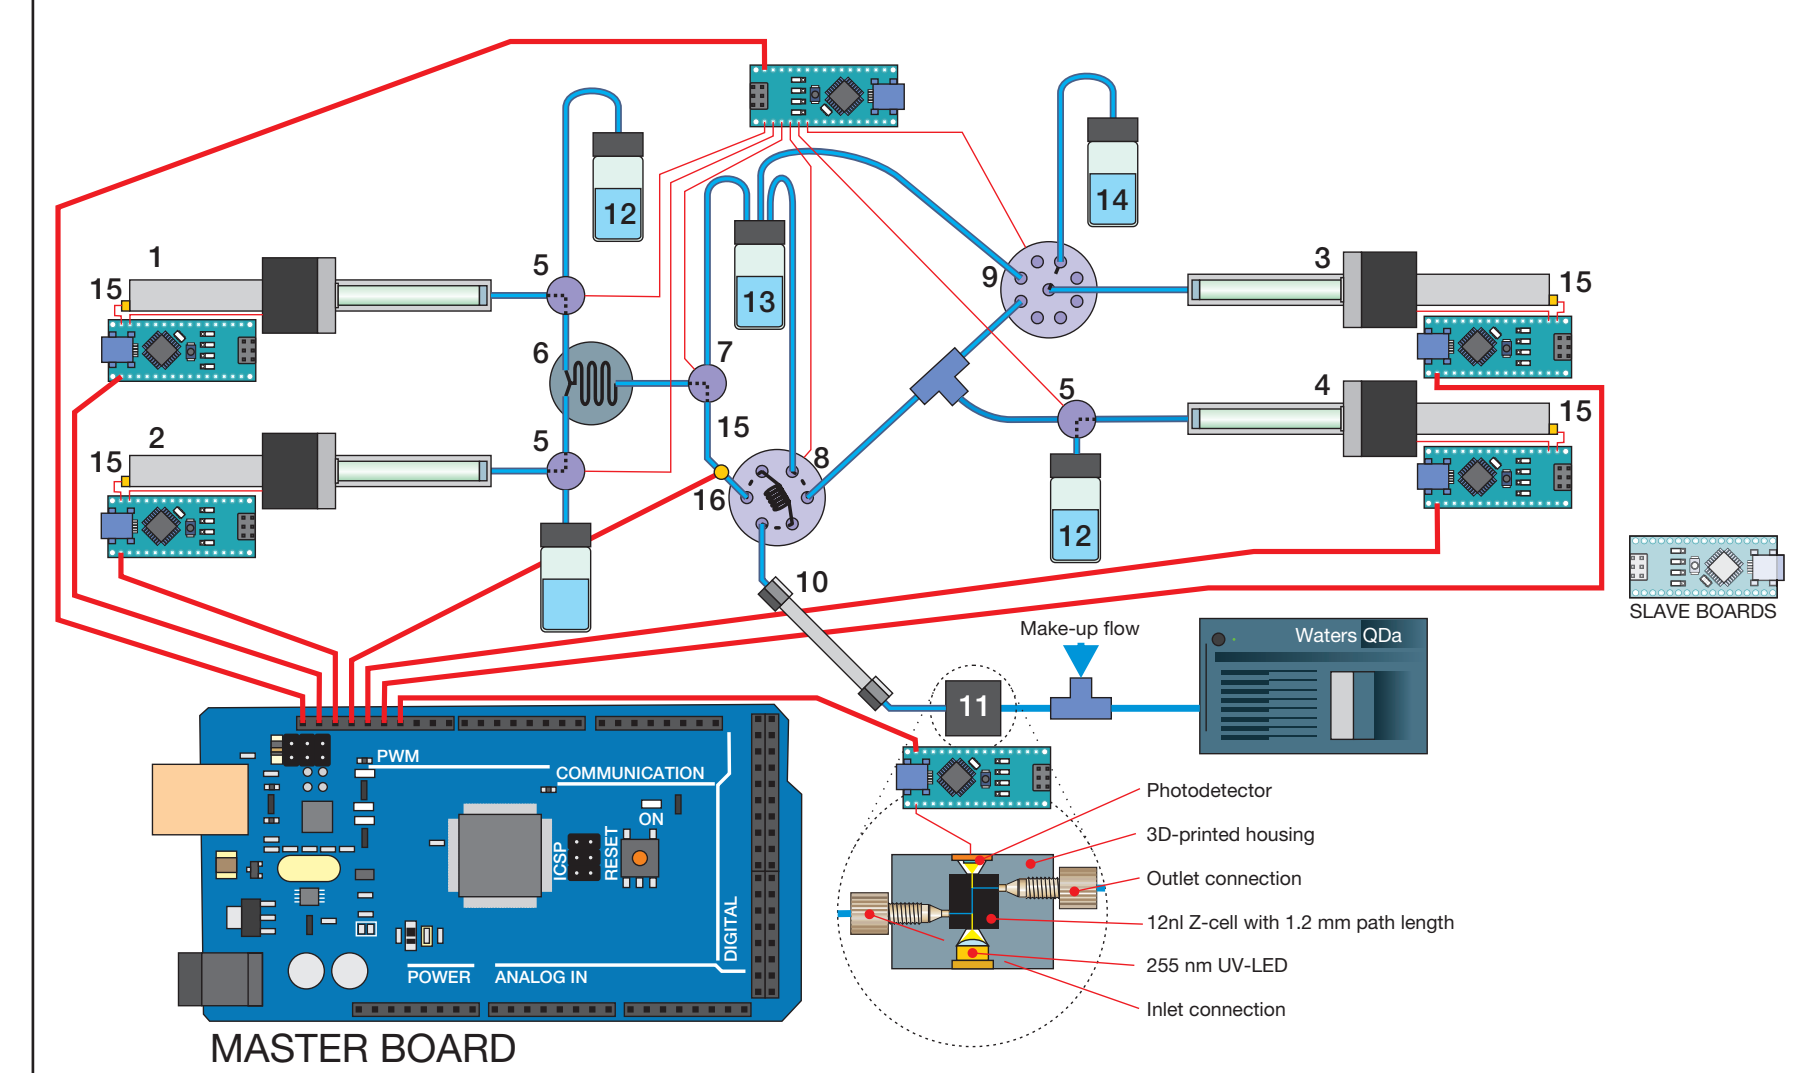 12
14
1
5
3
15
9
15
13
6
7
4
5
15
2
5
15
15
8
16
12
10
SLAVE BOARDS
Make-up flow
Waters QDa
11
PWM
COMMUNICATION
ON
ICSP
RESET
DIGITAL
POWER
ANALOG IN
MASTER BOARD
Photodetector
3D-printed housing
Outlet connection
12nl Z-cell with 1.2 mm path length
255 nm UV-LED
Inlet connection